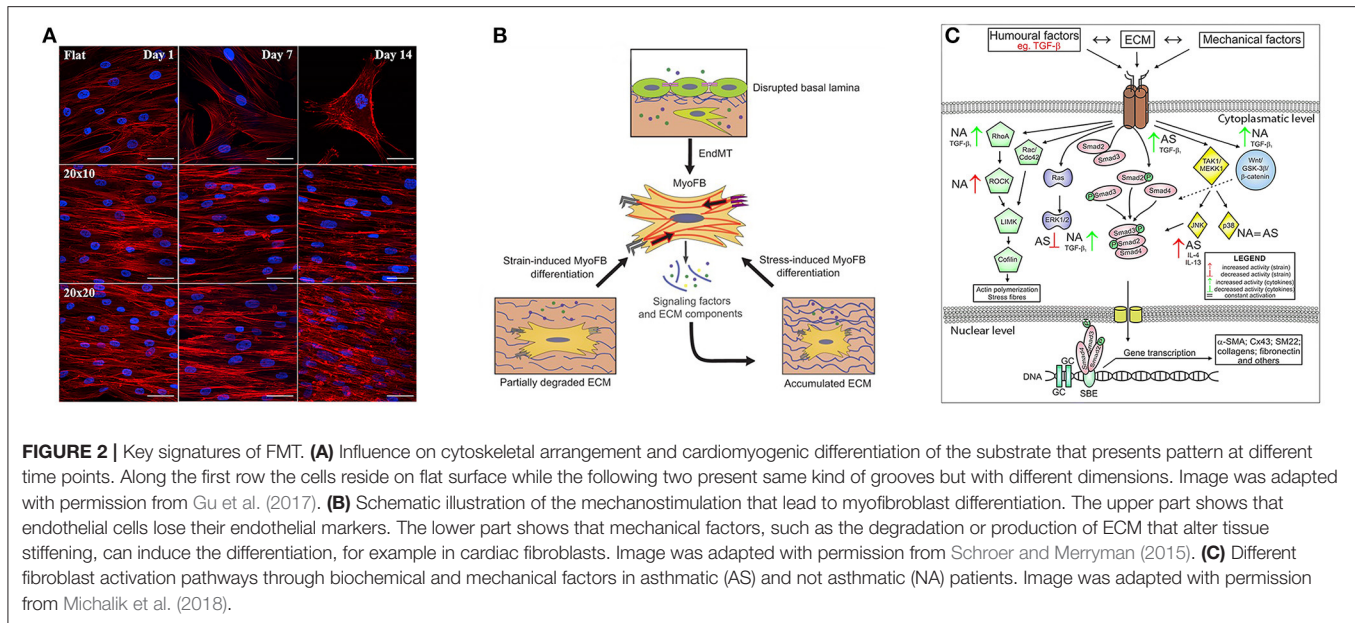 A
Flat
Day 1
Day 7
Day 14
20x10
20x20
B
Disrupted basal lamina
EndMT
MyoFB
Strain-induced MyoFB
differentiation
Stress-induced MyoFB
differentiation
Signaling factors
and ECM components
Partially degraded ECM
Accumulated ECM
C
Humoural factors
eg. TGF-β
ECM
Mechanical factors
Cytoplasmatic level
NA
TGF-β₁
RhoA
Rac/
Cdc42
Smad2
Smad3
AS
TGF-β₁
TAK1/
MEKK1
NA
TGF-β₁
Wnt/
GSK-3β/
β-catenin
NA
ROCK
Ras
P
Smad3
Smad2
P
Smad4
LIMK
ERK1/2
AS
NA
TGF-β₁
Smad3
P
P
Smad2
Smad4
JNK
p38
NA=AS
AS
IL-4
IL-13
Cofilin
Actin polymerization
Stress fibres
LEGEND
increased activity (strain)
decreased activity (strain)
increased activity (cytokines)
decreased activity (cytokines)
= constant activation
Nuclear level
Smad4
Smad3
P
Smad2
P
Gene transcription
α-SMA; Cx43; SM22;
collagens; fibronectin
and others
DNA
GC
GC
SBE
FIGURE 2 | Key signatures of FMT. (A) Influence on cytoskeletal arrangement and cardiomyogenic differentiation of the substrate that presents pattern at different
time points. Along the first row the cells reside on flat surface while the following two present same kind of grooves but with different dimensions. Image was adapted
with permission from Gu et al. (2017). (B) Schematic illustration of the mechanostimulation that lead to myofibroblast differentiation. The upper part shows that
endothelial cells lose their endothelial markers. The lower part shows that mechanical factors, such as the degradation or production of ECM that alter tissue
stiffening, can induce the differentiation, for example in cardiac fibroblasts. Image was adapted with permission from Schroer and Merryman (2015). (C) Different
fibroblast activation pathways through biochemical and mechanical factors in asthmatic (AS) and not asthmatic (NA) patients. Image was adapted with permission
from Michalik et al. (2018).